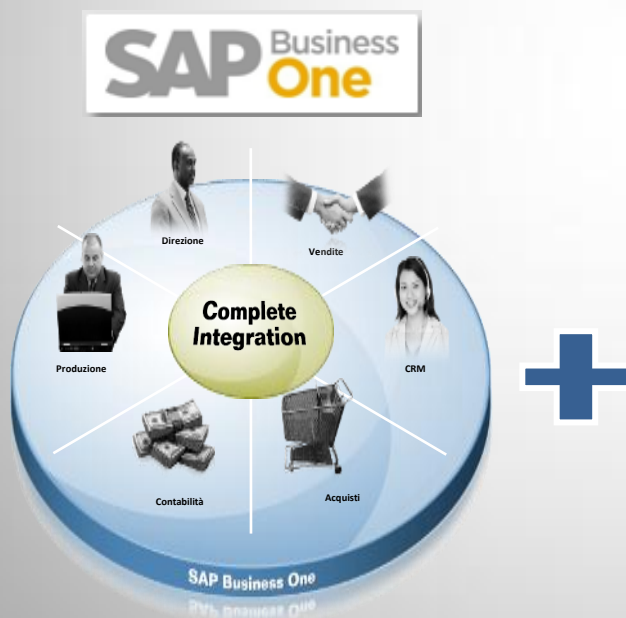 SAP Business
One
Direzione
Vendite
Complete
Integration
Produzione
CRM
Contabilità
Acquisti
SAP Business One